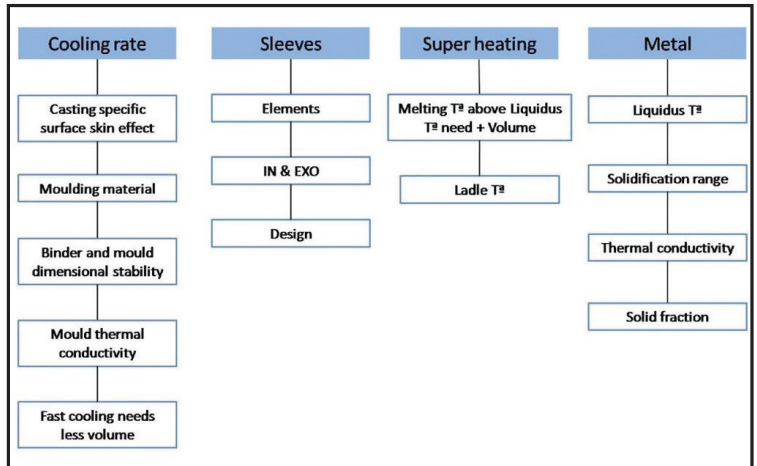 Cooling rate
Casting specific
surface skin effect
Moulding material
Binder and mould
dimensional stability
Mould thermal
conductivity
Fast cooling needs
less volume
Sleeves
Elements
IN & EXO
Design
Super heating
Melting Tª above Liquidus
Tª need + Volume
Ladle Tª
Metal
Liquidus Tª
Solidification range
Thermal conductivity
Solid fraction